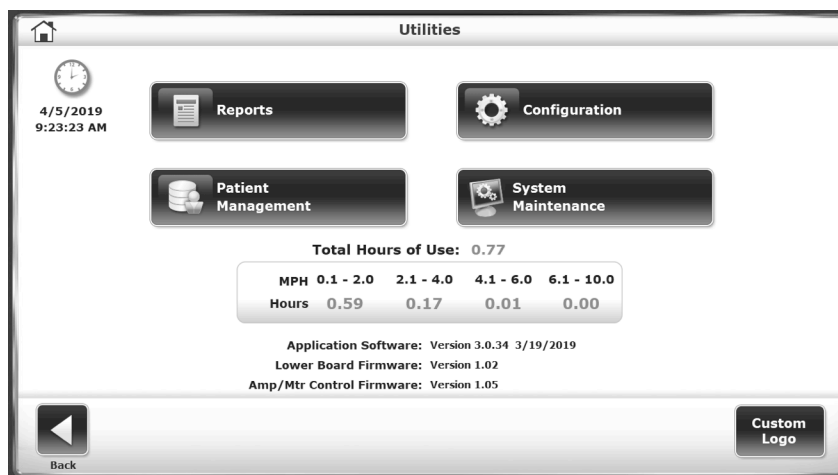 Utilities
4/5/2019
9:23:23 AM
Reports
Configuration
Patient
Management
System
Maintenance
Total Hours of Use: 0.77
MPH 0.1 - 2.0 2.1 - 4.0 4.1 - 6.0 6.1 - 10.0
Hours 0.59 0.17 0.01 0.00
Application Software: Version 3.0.34 3/19/2019
Lower Board Firmware: Version 1.02
Amp/Mtr Control Firmware: Version 1.05
Back
Custom
Logo